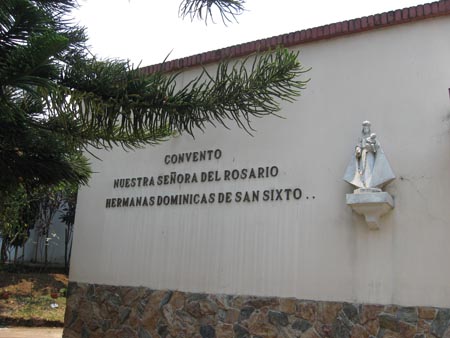 CONVENTO
NUESTRA SEÑORA DEL ROSARIO
HERMANAS DOMINICAS DE SAN SIXTO..